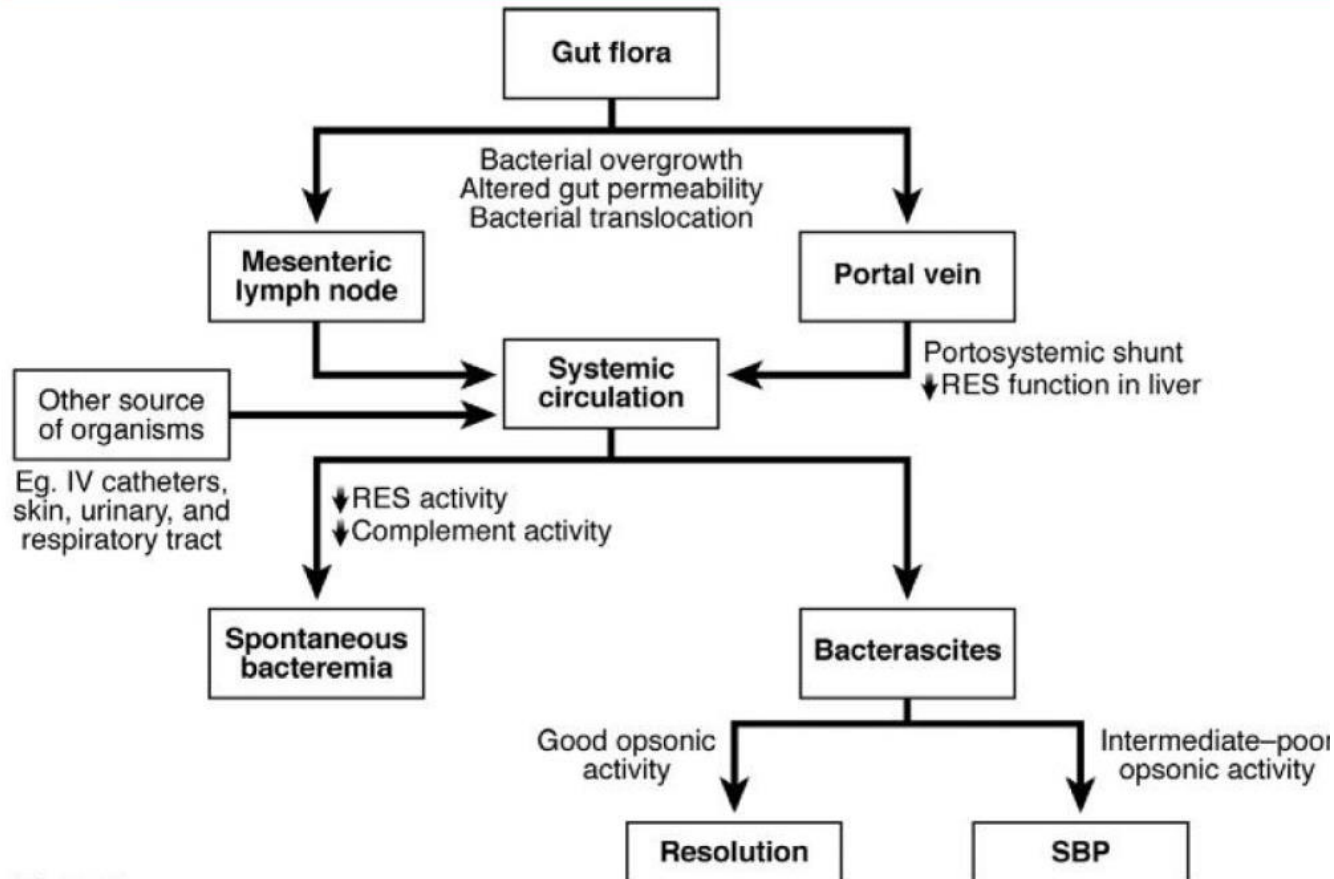 Gut flora
Bacterial overgrowth
Altered gut permeability
Bacterial translocation
Mesenteric
lymph node
Portal vein
Portosystemic shunt
↓RES function in liver
Systemic
circulation
Other source
of organisms
Eg. IV catheters,
skin, urinary, and
respiratory tract
↓RES activity
↓Complement activity
Spontaneous
bacteremia
Bacterascites
Good opsonic
activity
Intermediate–poor
opsonic activity
Resolution
SBP